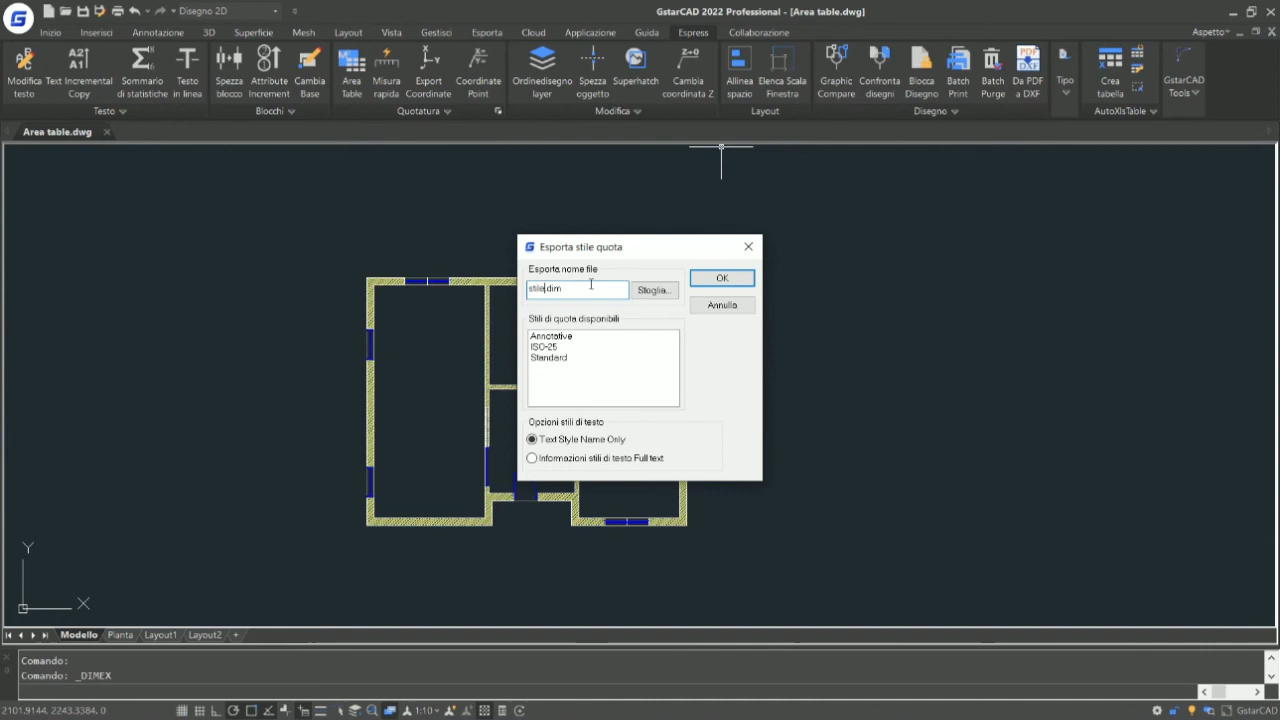 Disegno 2D
GstarCAD 2022 Professional - [Area table.dwg]
Inizio Inserisci Annotazione 3D Superficie Mesh Layout Vista Gestisci Esporta Cloud Applicazione Guida Express Collaborazione Aspetto
Modifica testo
Text Incremental Copy
Sommario di statistiche
Testo in linea
Spezza blocco
Attribute Increment
Cambia Base
Area Table
Misura rapida
Export Coordinate
Coordinate Point
Ordinedisegno layer
Spezza oggetto
Superhatch
Cambia coordinata Z
Allinea spazio
Elenca Scala Finestra
Graphic Compare
Confronta disegni
Blocca Disegno
Batch Print
Batch Purge
PDF DXF
Da PDF a DXF
Tipo
Crea tabella
GstarCAD Tools
Testo Blocchi Quotatura Modifica Layout Disegno AutoXlsTable
Area table.dwg
Esporta stile quota
Esporta nome file
stile.dim
Sfoglia...
OK
Annulla
Stili di quota disponibili
Annotative
ISO-25
Standard
Opzioni stili di testo
Text Style Name Only
Informazioni stili di testo Full text
Y
X
Modello Pianta Layout1 Layout2 +
Comando:
Comando: _DIMEX
2101.9144, 2243.3384, 0
1:10
GstarCAD